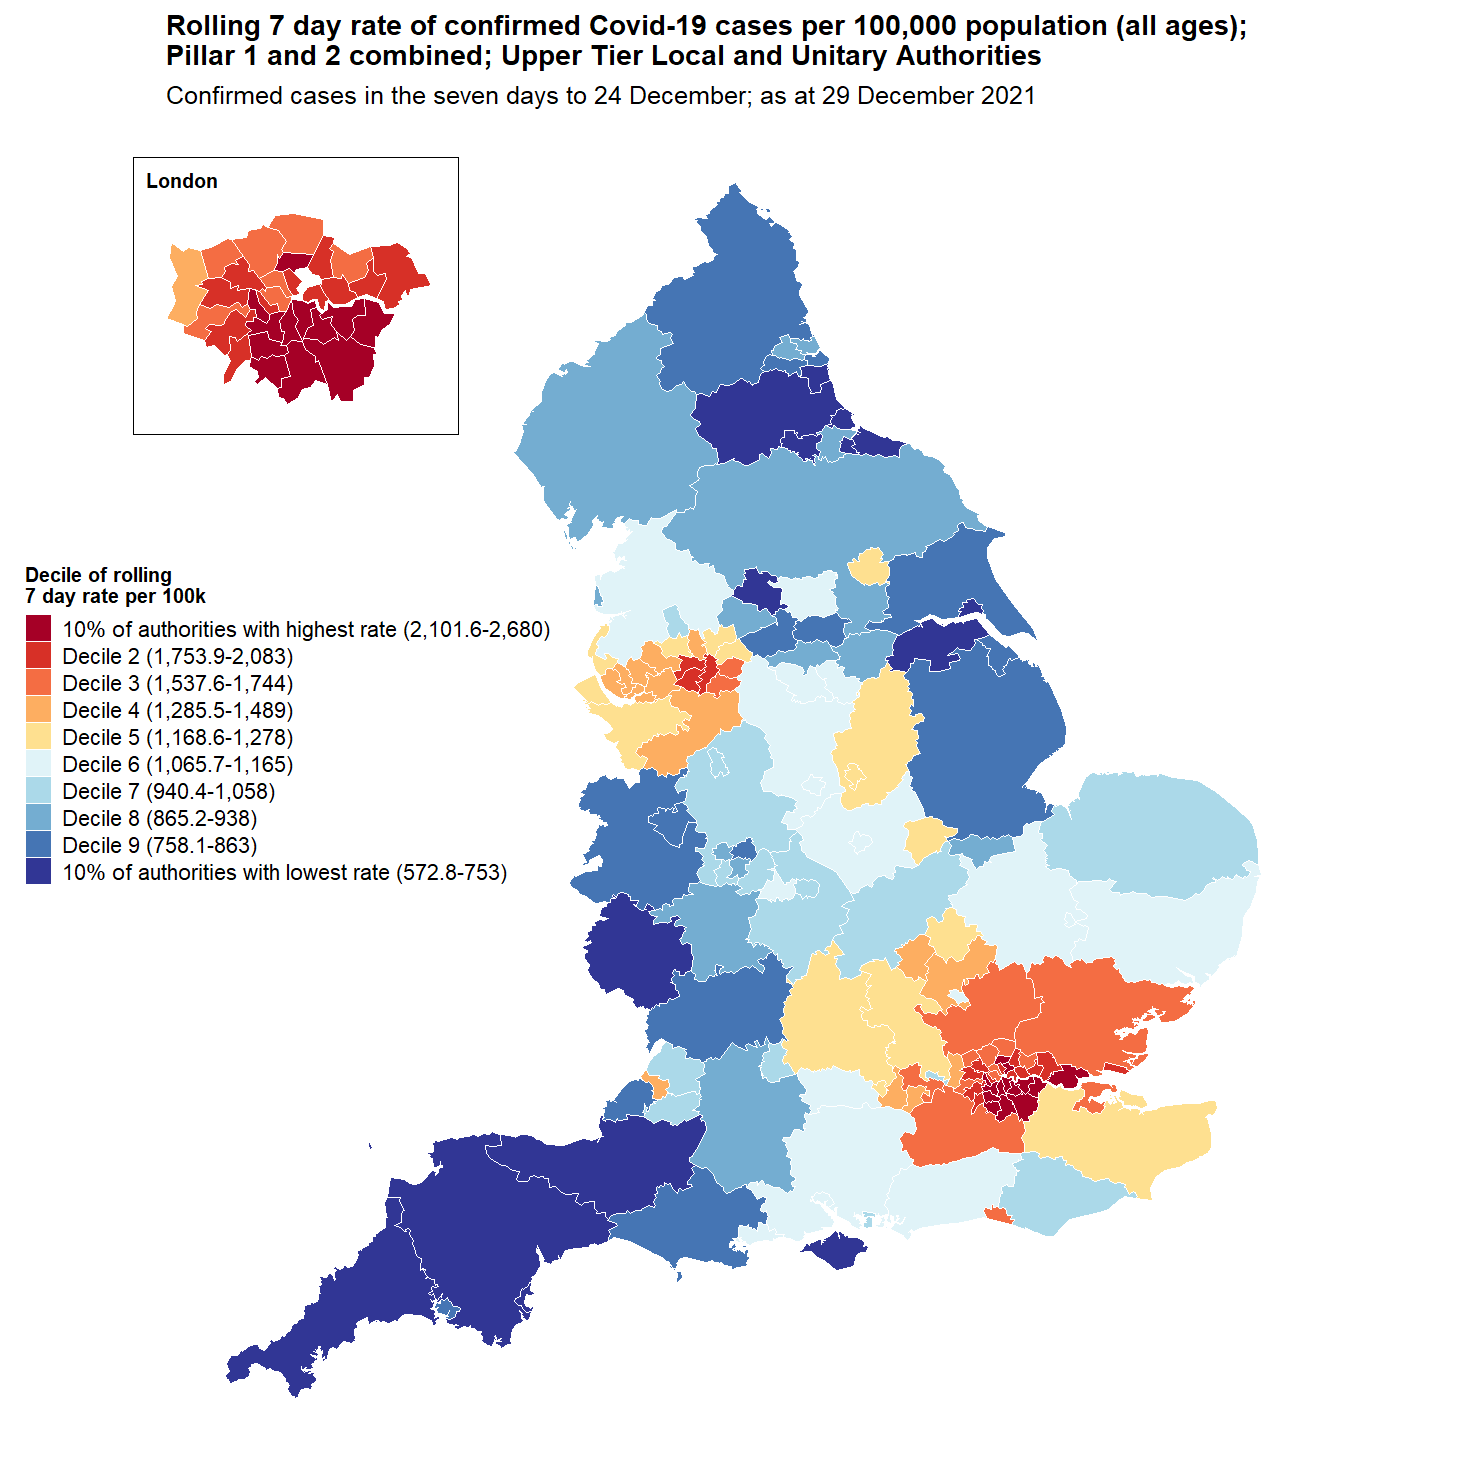 Rolling 7 day rate of confirmed Covid-19 cases per 100,000 population (all ages);
Pillar 1 and 2 combined; Upper Tier Local and Unitary Authorities
Confirmed cases in the seven days to 24 December; as at 29 December 2021
London
Decile of rolling
7 day rate per 100k
10% of authorities with highest rate (2,101.6-2,680)
Decile 2 (1,753.9-2,083)
Decile 3 (1,537.6-1,744)
Decile 4 (1,285.5-1,489)
Decile 5 (1,168.6-1,278)
Decile 6 (1,065.7-1,165)
Decile 7 (940.4-1,058)
Decile 8 (865.2-938)
Decile 9 (758.1-863)
10% of authorities with lowest rate (572.8-753)